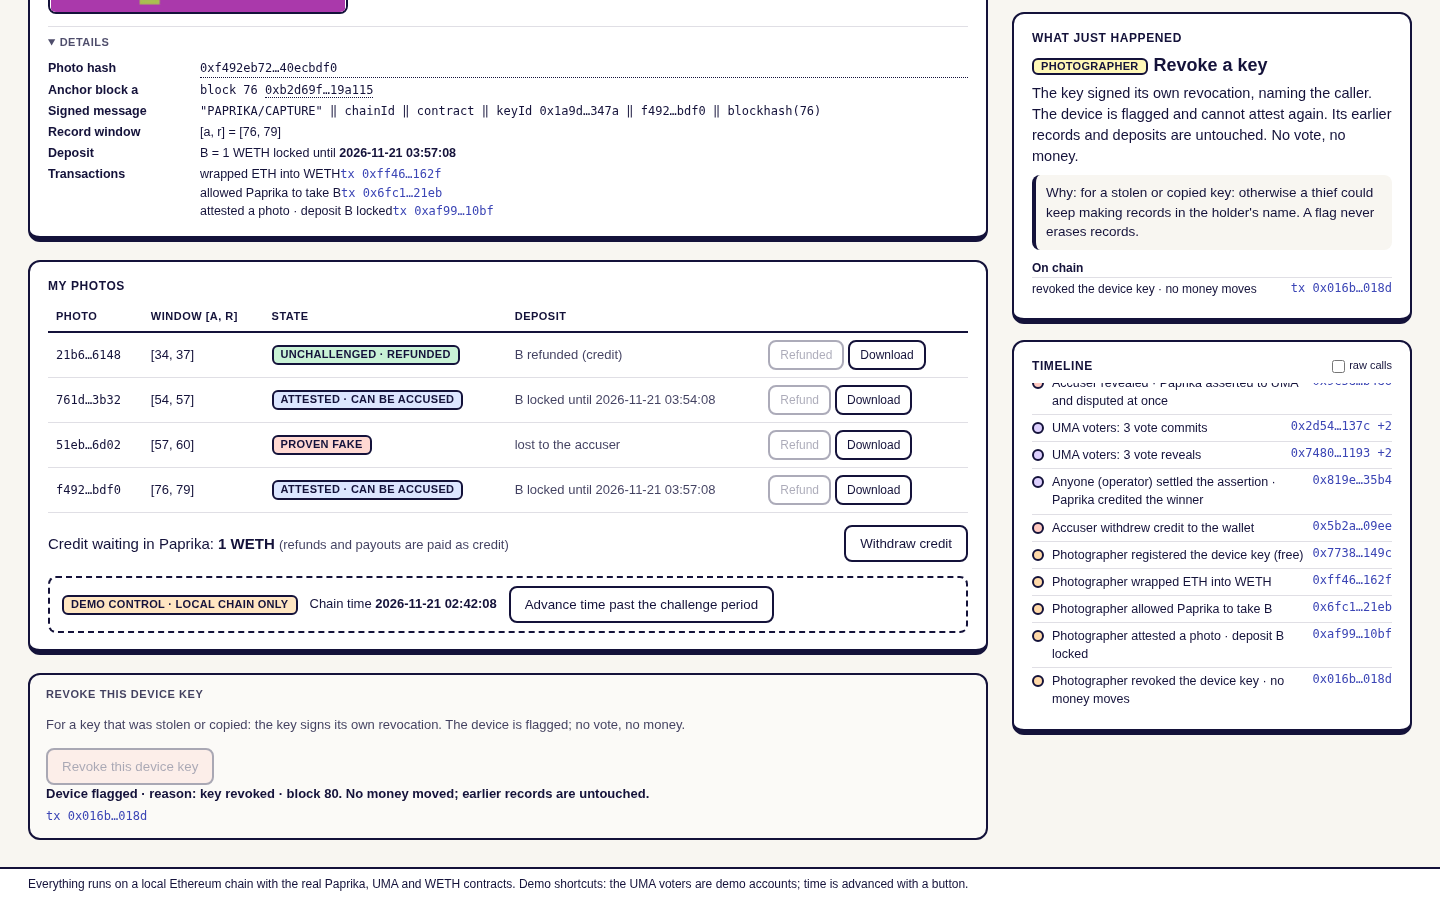 ▼ DETAILS
Photo hash 0xf492eb72…40ecbdf0
Anchor block a block 76 0xb2d69f…19a115
Signed message "PAPRIKA/CAPTURE" ‖ chainId ‖ contract ‖ keyId 0x1a9d…347a ‖ f492…bdf0 ‖ blockhash(76)
Record window [a, r] = [76, 79]
Deposit B = 1 WETH locked until 2026-11-21 03:57:08
Transactions wrapped ETH into WETHtx 0xff46…162f
allowed Paprika to take Btx 0x6fc1…21eb
attested a photo · deposit B lockedtx 0xaf99…10bf
MY PHOTOS
PHOTO WINDOW [A, R] STATE DEPOSIT
21b6…6148 [34, 37] UNCHALLENGED · REFUNDED B refunded (credit) Refunded Download
761d…3b32 [54, 57] ATTESTED · CAN BE ACCUSED B locked until 2026-11-21 03:54:08 Refund Download
51eb…6d02 [57, 60] PROVEN FAKE lost to the accuser Refund Download
f492…bdf0 [76, 79] ATTESTED · CAN BE ACCUSED B locked until 2026-11-21 03:57:08 Refund Download
Credit waiting in Paprika: 1 WETH (refunds and payouts are paid as credit) Withdraw credit
DEMO CONTROL · LOCAL CHAIN ONLY Chain time 2026-11-21 02:42:08 Advance time past the challenge period
REVOKE THIS DEVICE KEY
For a key that was stolen or copied: the key signs its own revocation. The device is flagged; no vote, no money.
Revoke this device key
Device flagged · reason: key revoked · block 80. No money moved; earlier records are untouched.
tx 0x016b…018d
WHAT JUST HAPPENED
PHOTOGRAPHER Revoke a key
The key signed its own revocation, naming the caller.
The device is flagged and cannot attest again. Its earlier
records and deposits are untouched. No vote, no
money.
Why: for a stolen or copied key: otherwise a thief could
keep making records in the holder's name. A flag never
erases records.
On chain
revoked the device key · no money moves tx 0x016b…018d
TIMELINE raw calls
Accuser revealed · Paprika asserted to UMA
and disputed at once
UMA voters: 3 vote commits 0x2d54…137c +2
UMA voters: 3 vote reveals 0x7480…1193 +2
Anyone (operator) settled the assertion · 0x819e…35b4
Paprika credited the winner
Accuser withdrew credit to the wallet 0x5b2a…09ee
Photographer registered the device key (free) 0x7738…149c
Photographer wrapped ETH into WETH 0xff46…162f
Photographer allowed Paprika to take B 0x6fc1…21eb
Photographer attested a photo · deposit B 0xaf99…10bf
locked
Photographer revoked the device key · no 0x016b…018d
money moves
Everything runs on a local Ethereum chain with the real Paprika, UMA and WETH contracts. Demo shortcuts: the UMA voters are demo accounts; time is advanced with a button.